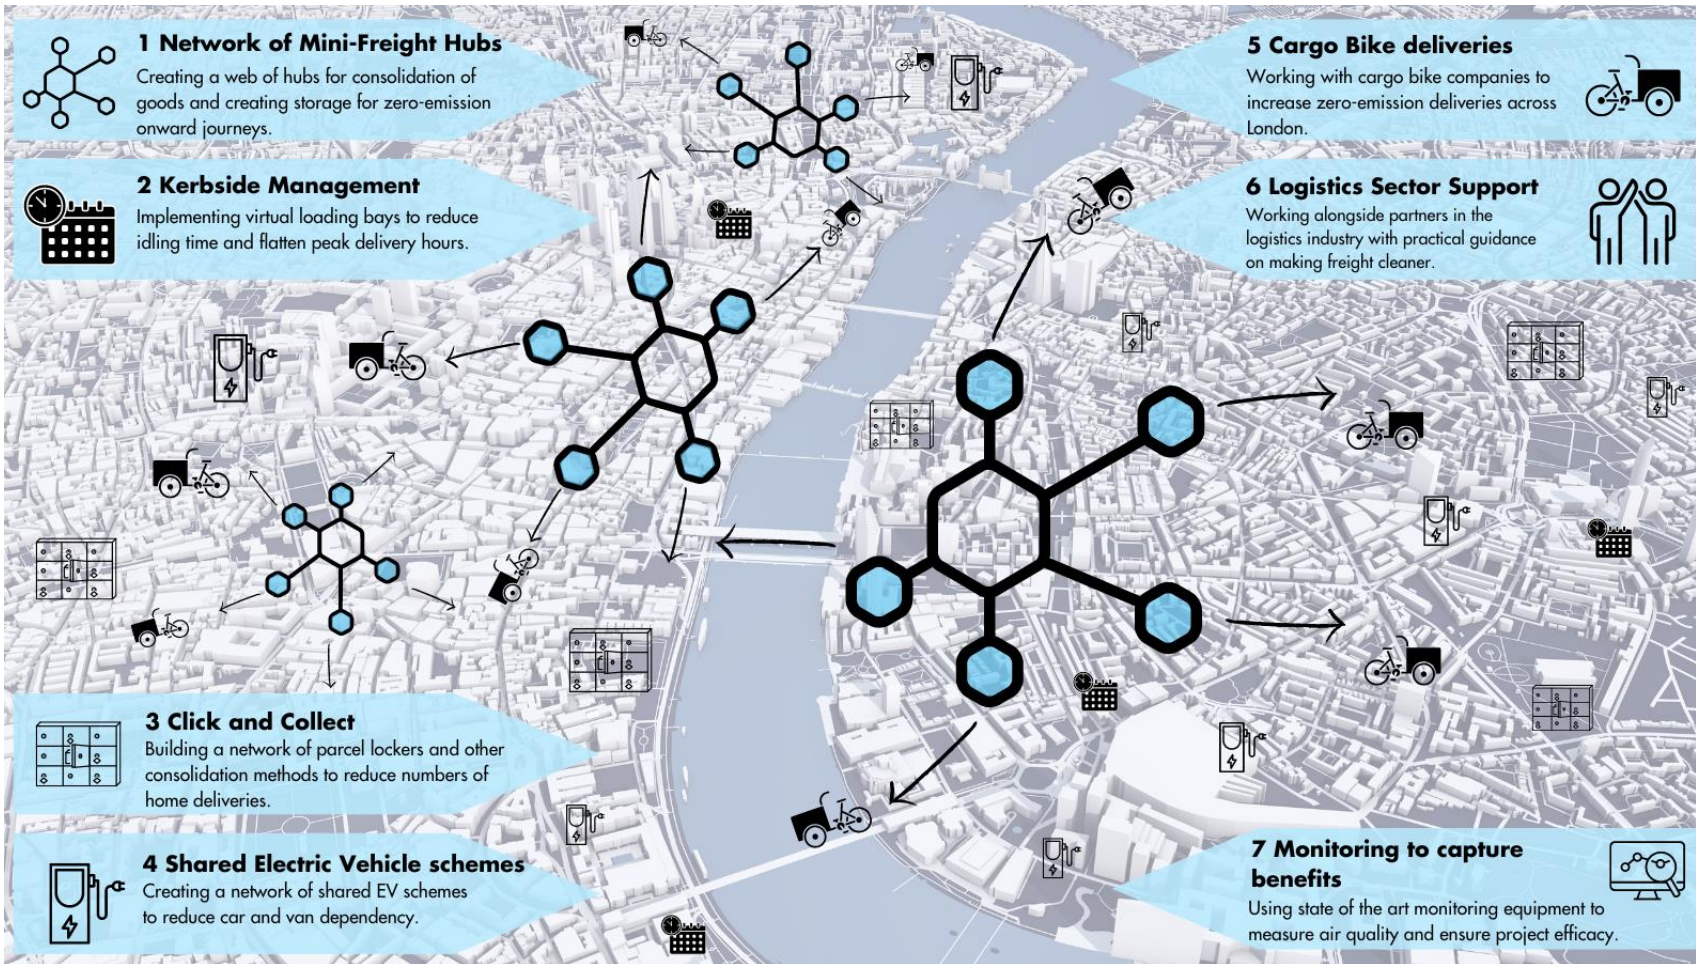 1 Network of Mini-Freight Hubs
Creating a web of hubs for consolidation of
goods and creating storage for zero-emission
onward journeys.
2 Kerbside Management
Implementing virtual loading bays to reduce
idling time and flatten peak delivery hours.
3 Click and Collect
Building a network of parcel lockers and other
consolidation methods to reduce numbers of
home deliveries.
4 Shared Electric Vehicle schemes
Creating a network of shared EV schemes
to reduce car and van dependency.
5 Cargo Bike deliveries
Working with cargo bike companies to
increase zero-emission deliveries across
London.
6 Logistics Sector Support
Working alongside partners in the
logistics industry with practical guidance
on making freight cleaner.
7 Monitoring to capture
benefits
Using state of the art monitoring equipment to
measure air quality and ensure project efficacy.